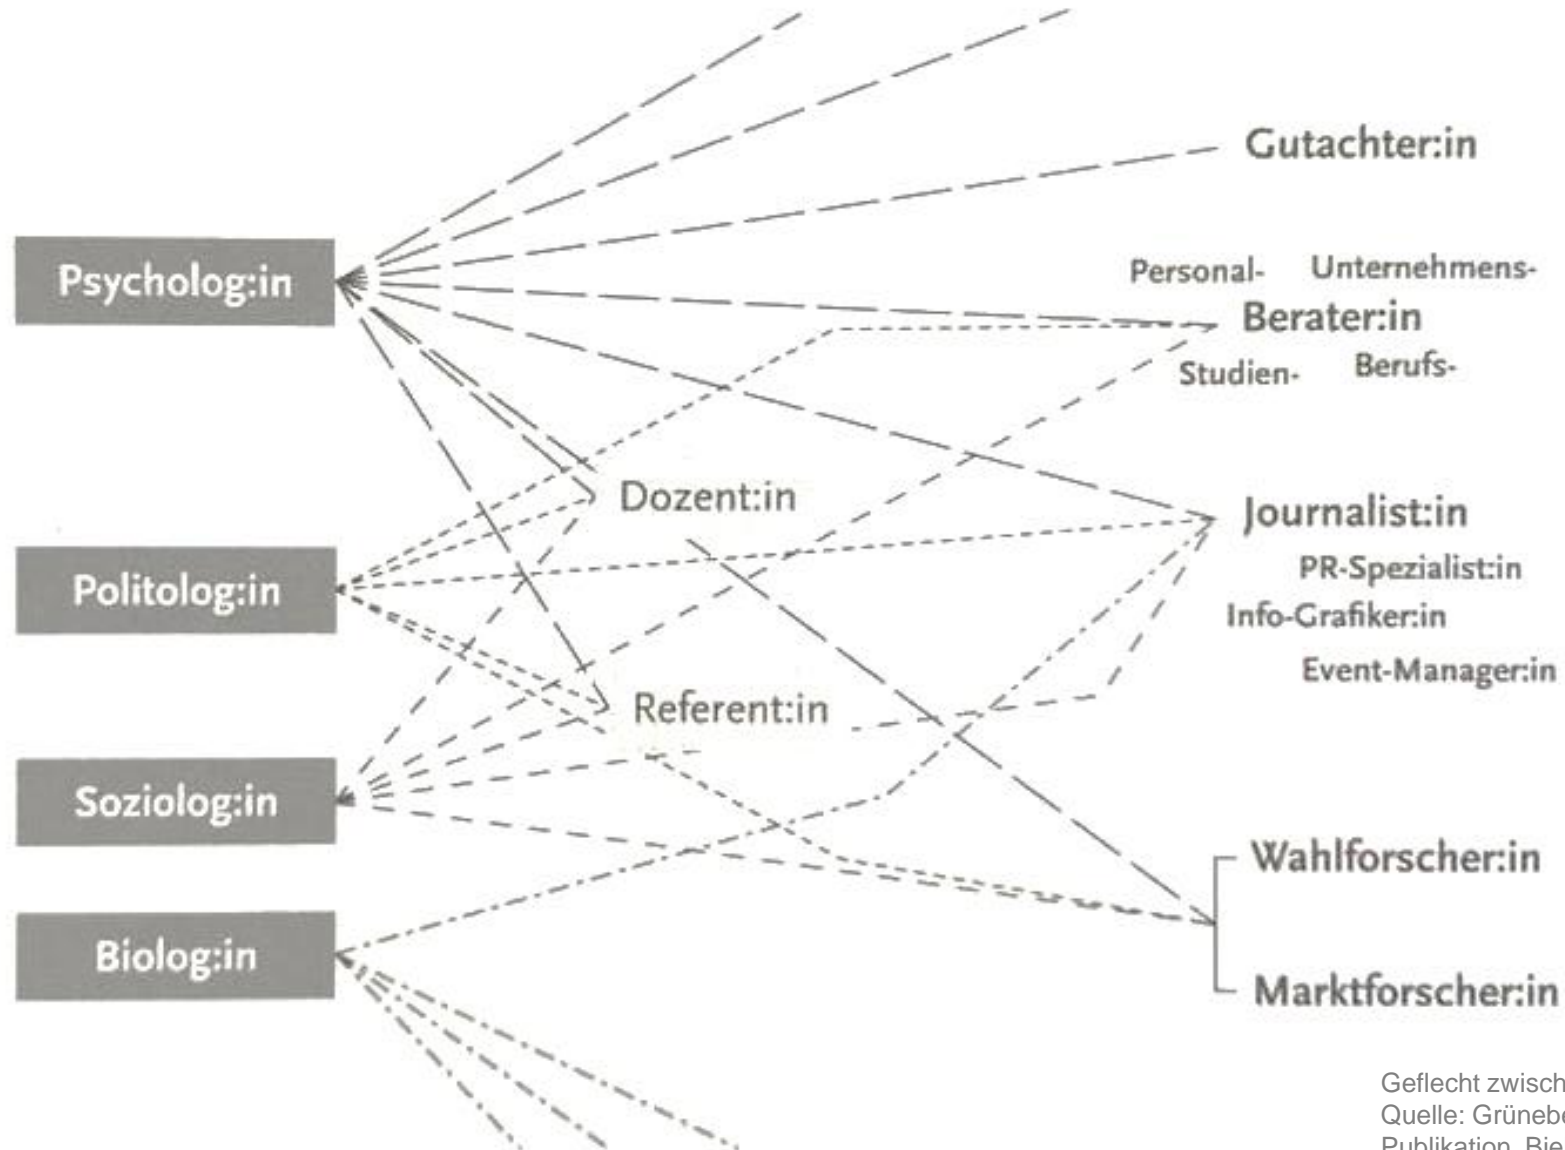 Gutachter:in
Psycholog:in
Personal- Unternehmens-
Berater:in
Studien- Berufs-
Dozent:in
Journalist:in
Politolog:in
PR-Spezialist:in
Info-Grafiker:in
Event-Manager:in
Referent:in
Soziolog:in
Wahlforscher:in
Biolog:in
Marktforscher:in
Geflecht zwisch
Quelle: Grünebe
Publikation. Bie